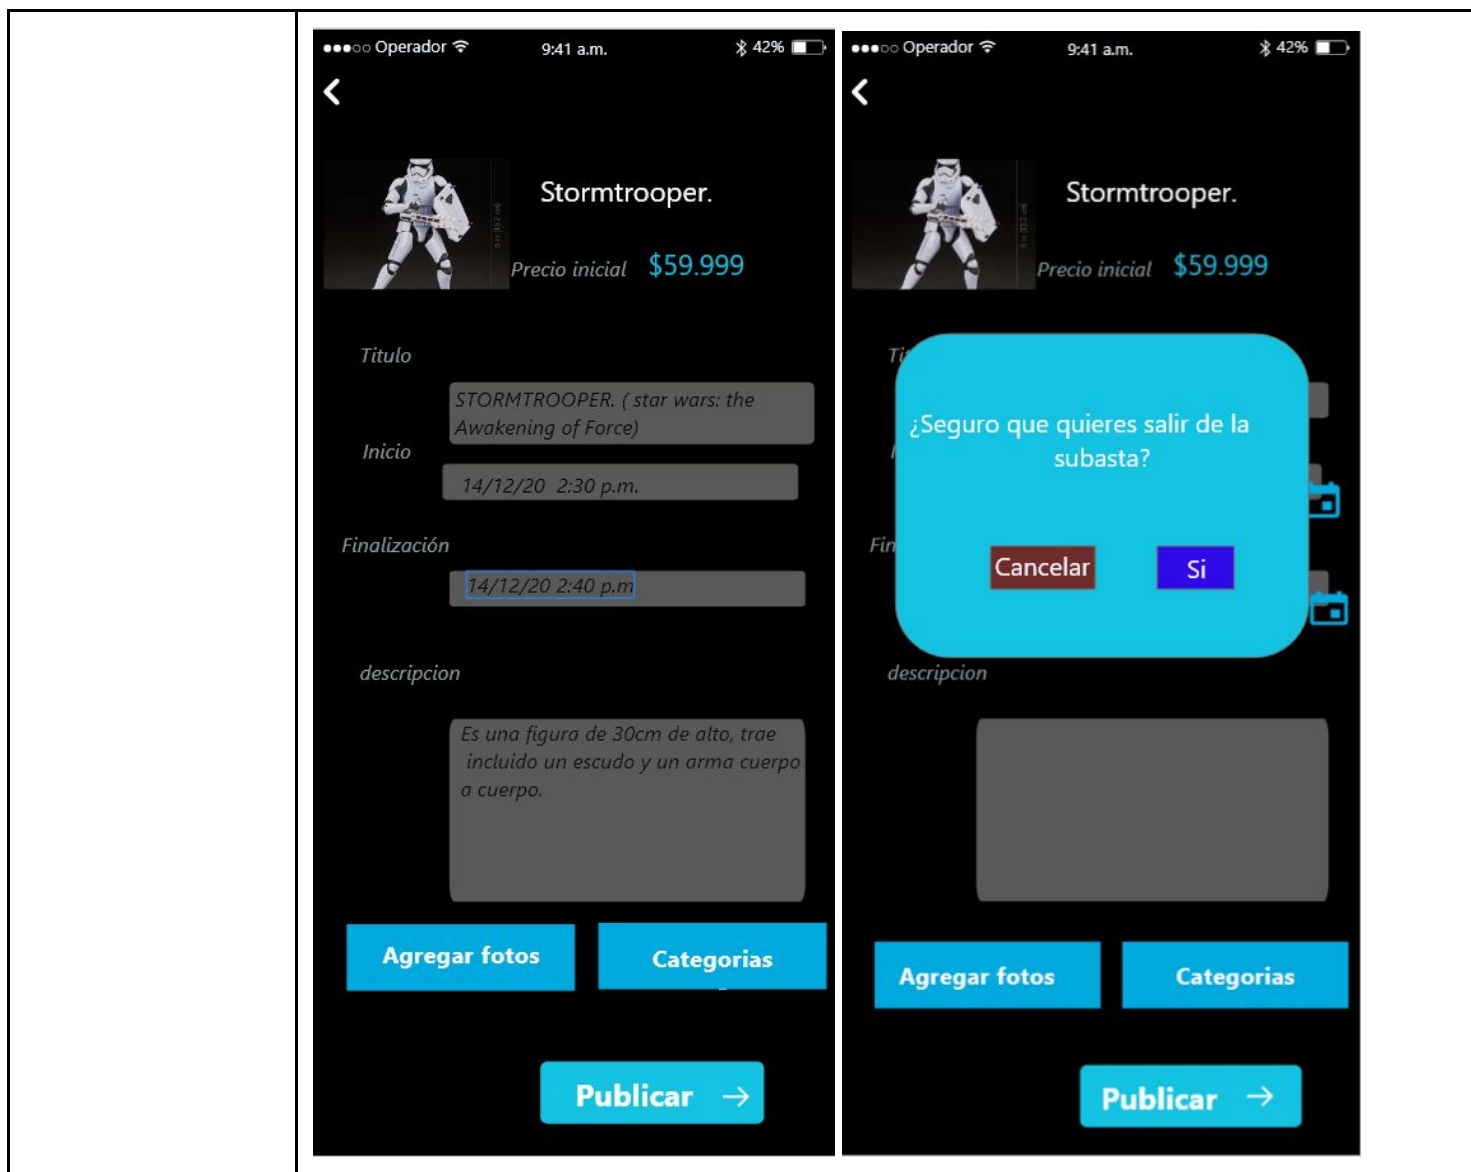 Operador
9:41 a.m.
42%
Stormtrooper.
Precio inicial $59.999
Titulo
STORMTROOPER. ( star wars: the
Awakening of Force)
Inicio
14/12/20 2:30 p.m.
Finalización
14/12/20 2:40 p.m
descripcion
Es una figura de 30cm de alto, trae
incluido un escudo y un arma cuerpo
a cuerpo.
Agregar fotos
Categorias
Publicar →
Operador
9:41 a.m.
42%
Stormtrooper.
Precio inicial $59.999
Tit
¿Seguro que quieres salir de la
subasta?
Fin
Cancelar
Si
descripcion
Agregar fotos
Categorias
Publicar →